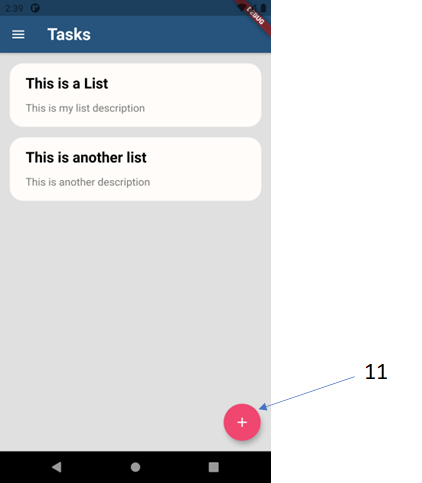 2:39
DEBUG
Tasks
This is a List
This is my list description
This is another list
This is another description
11
+